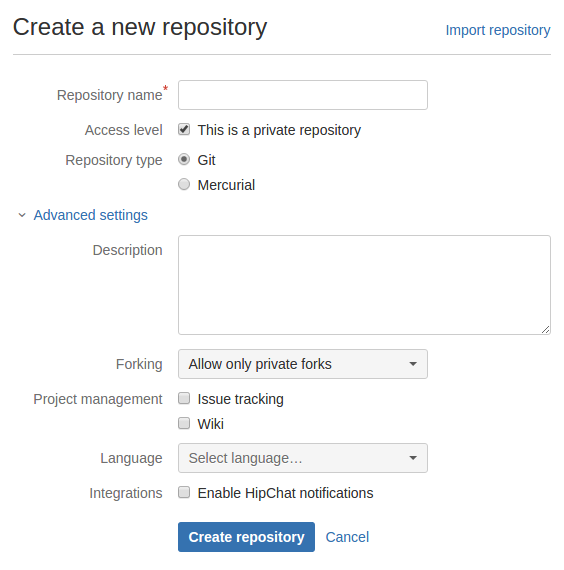 Create a new repository
Import repository
Repository name*
Access level This is a private repository
Repository type Git
Mercurial
Advanced settings
Description
Forking Allow only private forks
Project management Issue tracking
Wiki
Language Select language…
Integrations Enable HipChat notifications
Create repository Cancel